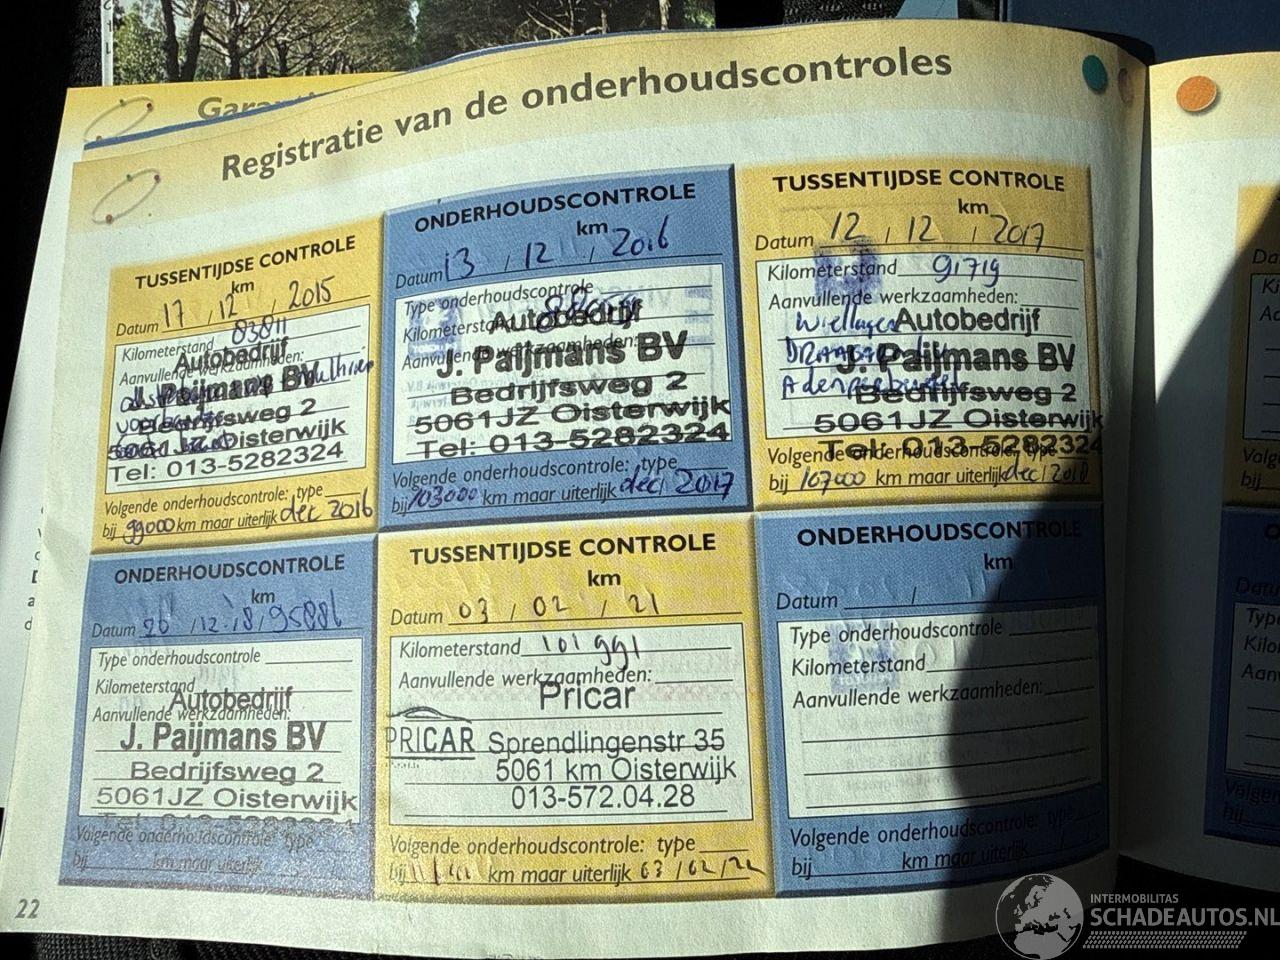 Garanti
Registratie van de onderhoudscontroles
TUSSENTIJDSE CONTROLE
km
Datum 17 , 12 , 2015
Kilometerstand 83811
Aanvullende werkzaamheden:
Autobedrijf
J. Paijmans BV
Bedrijfsweg 2
5061 JZ Oisterwijk
Tel: 013-5282324
Volgende onderhoudscontrole: type
bij 99000 km maar uiterlijk dec 2016
ONDERHOUDSCONTROLE
km
Datum 13 , 12 , 2016
Type onderhoudscontrole
Kilometerstand
Aanvullende werkzaamheden:
Autobedrijf
J. Paijmans BV
Bedrijfsweg 2
5061JZ Oisterwijk
Tel: 013-5282324
Volgende onderhoudscontrole: type
bij 103000 km maar uiterlijk dec/ 2017
TUSSENTIJDSE CONTROLE
km
Datum 12 , 12 , 2017
Kilometerstand 91719
Aanvullende werkzaamheden:
Autobedrijf
J. Paijmans BV
Bedrijfsweg 2
5061JZ Oisterwijk
Tel: 013-5282324
Volgende onderhoudscontrole: type
bij 107000 km maar uiterlijk dec/ 2018
ONDERHOUDSCONTROLE
km
Datum 20 / 12 . 18 / 95886
Type onderhoudscontrole
Kilometerstand
Aanvullende werkzaamheden:
Autobedrijf
J. Paijmans BV
Bedrijfsweg 2
5061JZ Oisterwijk
Volgende onderhoudscontrole: type
bij km maar uiterlijk
TUSSENTIJDSE CONTROLE
km
Datum 03 / 02 / 21
Kilometerstand 101991
Aanvullende werkzaamheden:
Pricar
PRICAR Sprendlingenstr 35
5061 km Oisterwijk
013-572.04.28
Volgende onderhoudscontrole: type
bij km maar uiterlijk 03/02/22
ONDERHOUDSCONTROLE
km
Datum / /
Type onderhoudscontrole
Kilometerstand
Aanvullende werkzaamheden:
Volgende onderhoudscontrole: type
bij km maar uiterlijk
22
INTERMOBILITAS
SCHADEAUTOS.NL